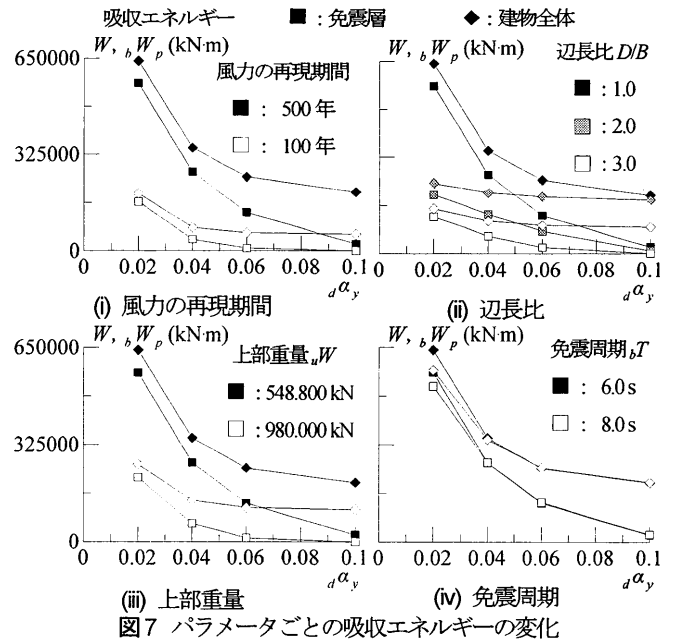 吸収エネルギー ■：免震層 ◆：建物全体
W, bWp (kN·m)
650000
325000
0
風力の再現期間
■： 500 年
□： 100 年
0 0.02 0.04 0.06 0.08 0.1
dαy
(i) 風力の再現期間
W, bWp (kN·m)
辺長比 D/B
■ : 1.0
: 2.0
□ : 3.0
0 0.02 0.04 0.06 0.08 0.1
dαy
(ii) 辺長比
W, bWp (kN·m)
650000
325000
0
上部重量 uW
■ : 548.800 kN
□ : 980.000 kN
0 0.02 0.04 0.06 0.08 0.1
dαy
(iii) 上部重量
W, bWp (kN·m)
免震周期 bT
■ : 6.0 s
□ : 8.0 s
0 0.02 0.04 0.06 0.08 0.1
dαy
(iv) 免震周期
図7 パラメータごとの吸収エネルギーの変化